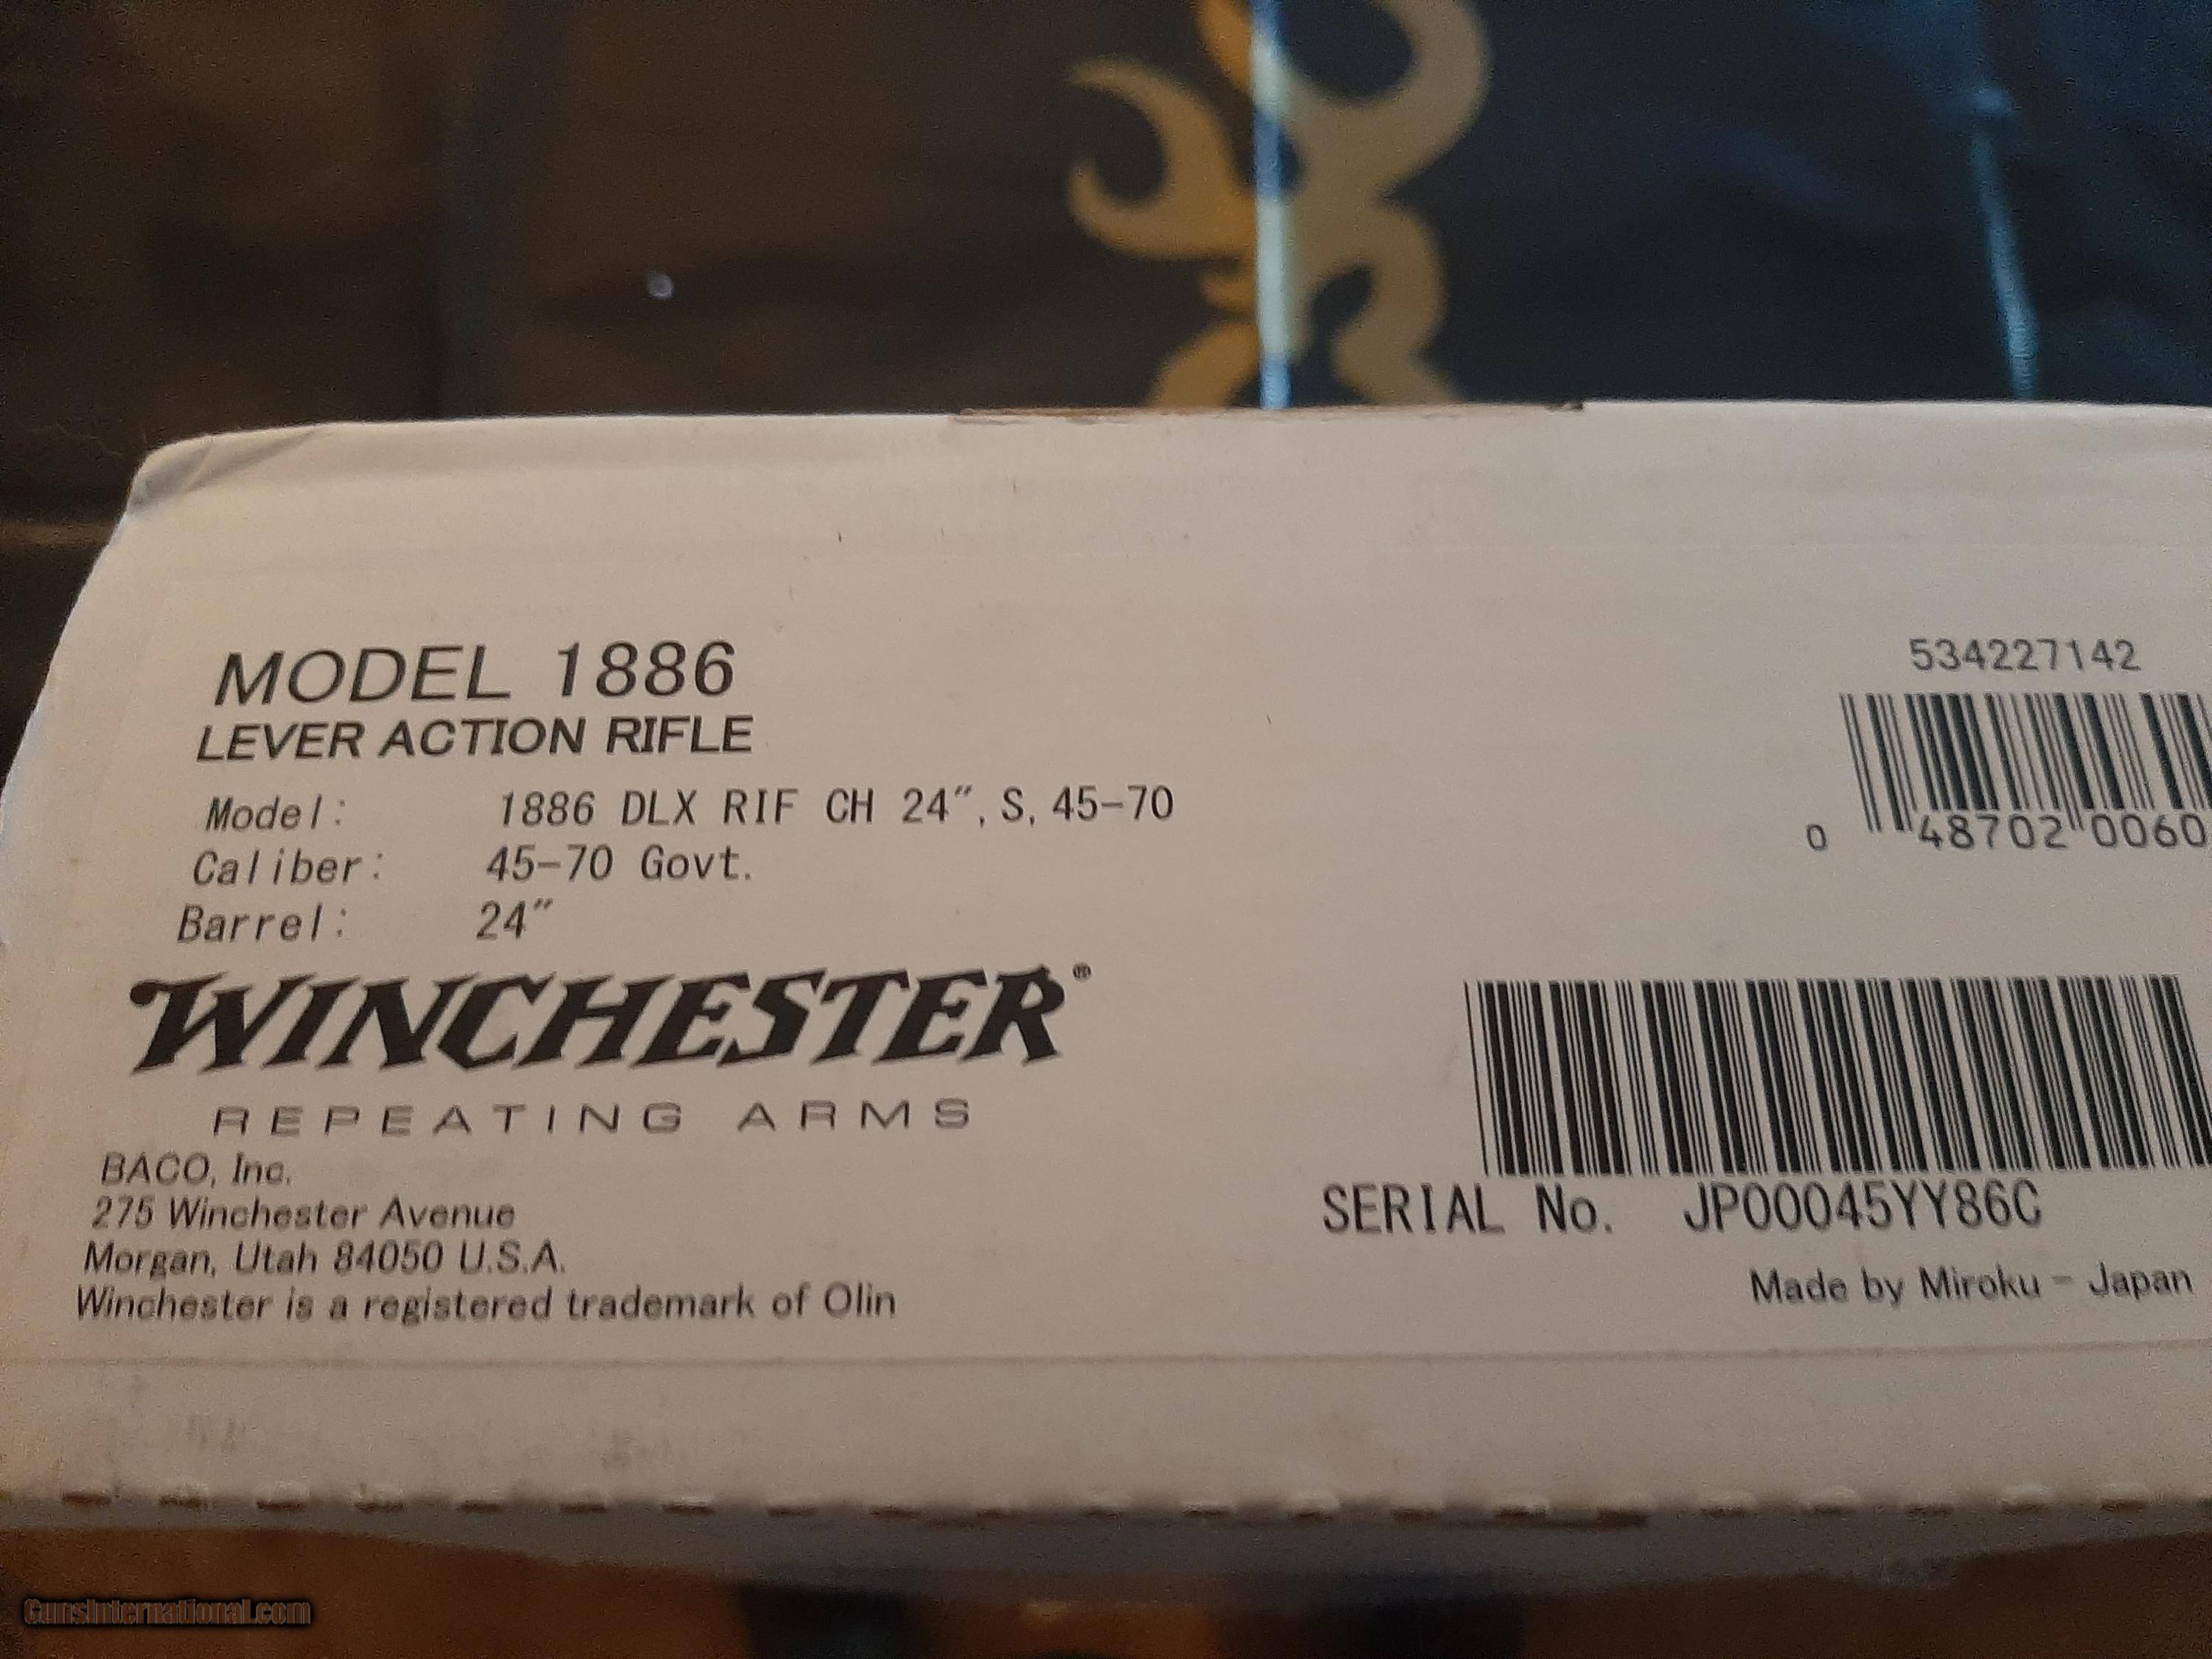 MODEL 1886
LEVER ACTION RIFLE
Model: 1886 DLX RIF CH 24", S, 45-70
Caliber: 45-70 Govt.
Barrel: 24"
WINCHESTER®
REPEATING ARMS
BACO, Inc.
275 Winchester Avenue
Morgan, Utah 84050 U.S.A.
Winchester is a registered trademark of Olin
534227142
0 48702 0060
SERIAL No. JP00045YY86C
Made by Miroku - Japan
GunsInternational.com